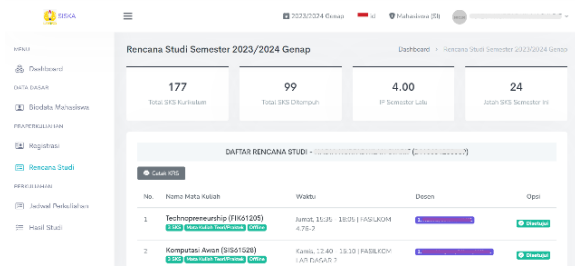 SISKA
2023/2024 Genap
id
Mahasiswa (SI)
MENU
Dashboard
DATA DASAR
Biodata Mahasiswa
PRAPERKULIAHAN
Registrasi
Rencana Studi
PERKULIAHAN
Jadwal Perkuliahan
Hasil Studi
Rencana Studi Semester 2023/2024 Genap
Dashboard > Rencana Studi Semester 2023/2024 Genap
177
Total SKS Kurikulum
99
Total SKS Ditempuh
4.00
IP Semester Lalu
24
Jatah SKS Semester Ini
DAFTAR RENCANA STUDI -
Cetak KRS
No. Nama Mata Kuliah Waktu Dosen Opsi
1 Technopreneurship (FIK61205) Jumat, 15:35 - 18:05 | FASILKOM Disetujui
3 SKS Mata Kuliah Teori/Praktek Offline 4.76-2
2 Komputasi Awan (SIS61528) Kamis, 12:40 - 15:10 | FASILKOM Disetujui
3 SKS Mata Kuliah Teori/Praktek Offline LAB DASAR 2